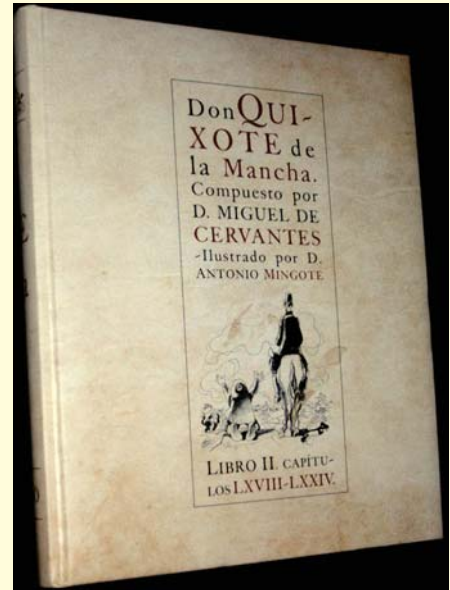 Don QUI-
XOTE de
la Mancha.
Compuesto por
D. MIGUEL DE
CERVANTES
-Ilustrado por D.
ANTONIO MINGOTE
LIBRO II. CAPÍTU-
LOS LXVIII-LXXIV.